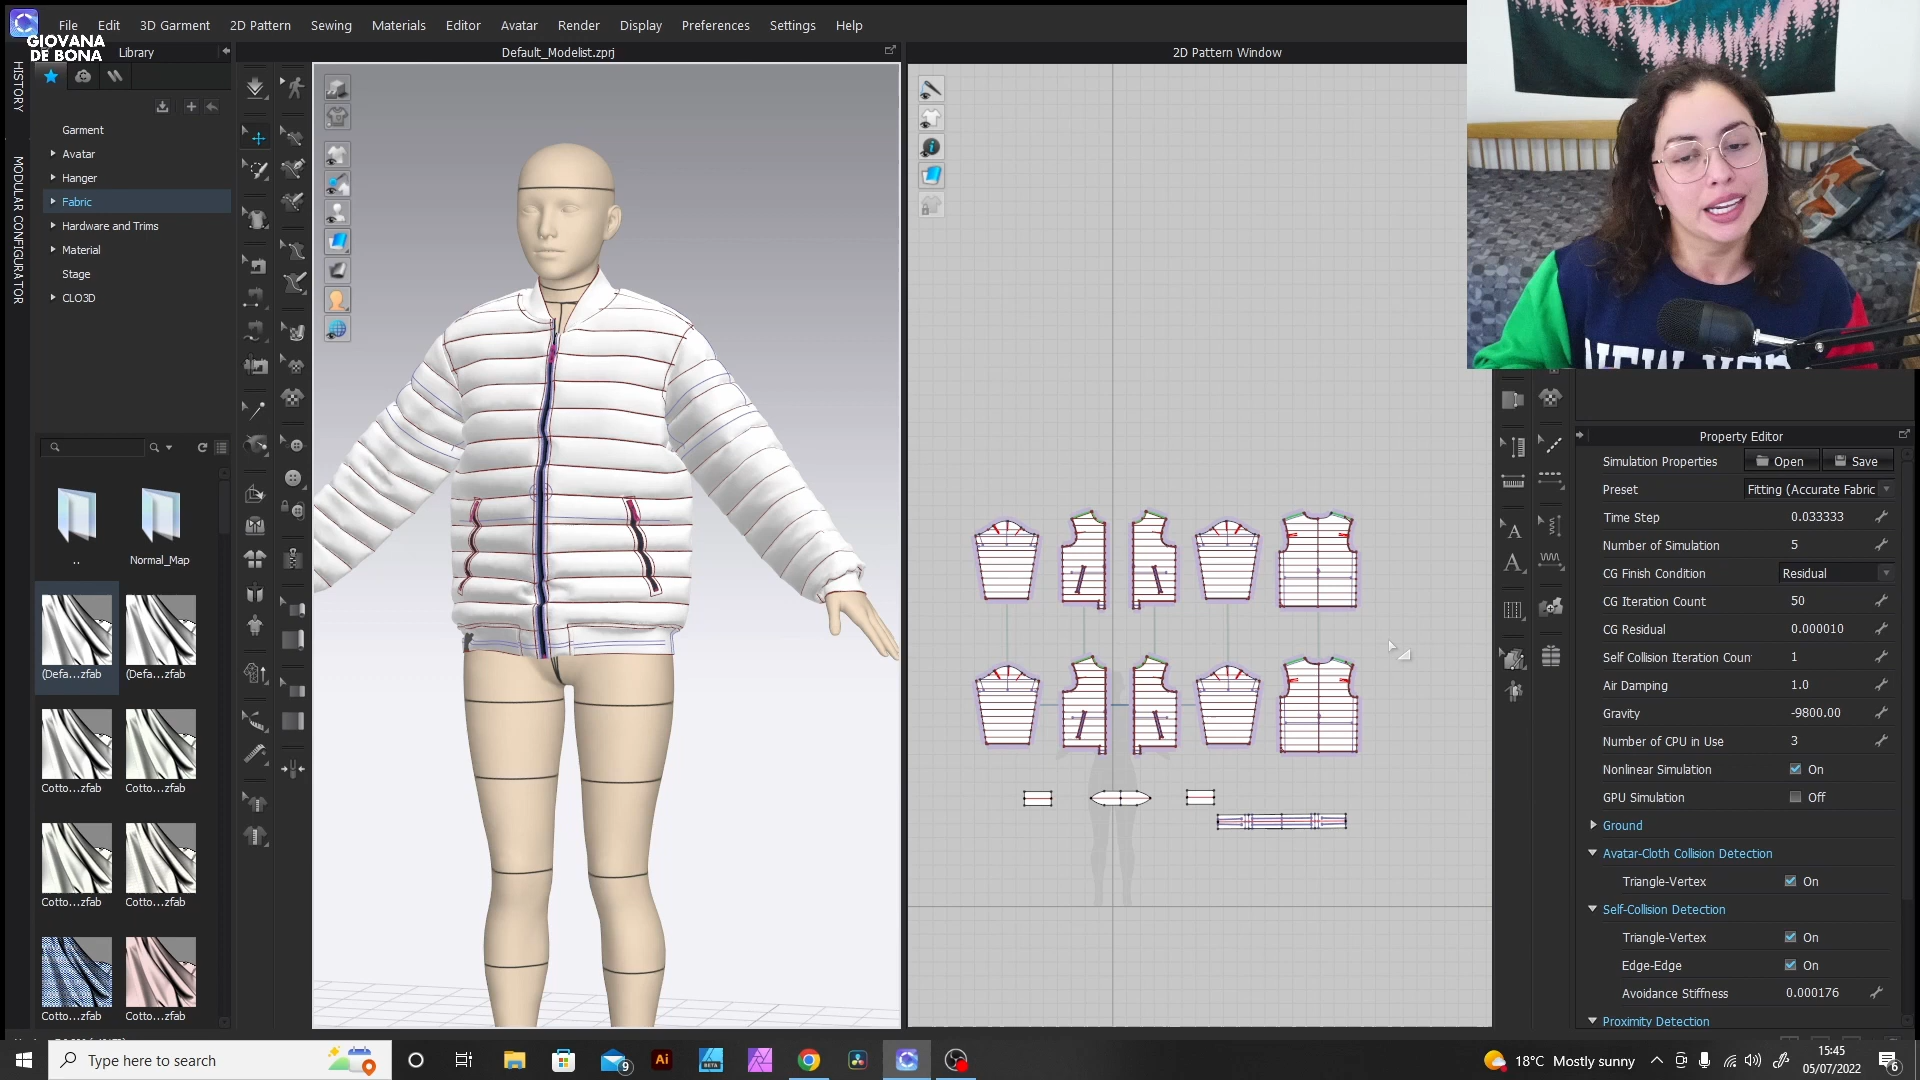 File Edit 3D Garment 2D Pattern Sewing Materials Editor Avatar Render Display Preferences Settings Help
GIOVANA
DE BONA
Library
Default_Modelist.zprj
2D Pattern Window
HISTORY
MODULAR CONFIGURATOR
Garment
Avatar
Hanger
Fabric
Hardware and Trims
Material
Stage
CLO3D
..
Normal_Map
(Defa...zfab
(Defa...zfab
Cotto...zfab
Cotto...zfab
Cotto...zfab
Cotto...zfab
Cotto...zfab
Cotto...zfab
Property Editor
Simulation Properties Open Save
Preset Fitting (Accurate Fabric
Time Step 0.033333
Number of Simulation 5
CG Finish Condition Residual
CG Iteration Count 50
CG Residual 0.000010
Self Collision Iteration Coun 1
Air Damping 1.0
Gravity -9800.00
Number of CPU in Use 3
Nonlinear Simulation On
GPU Simulation Off
Ground
Avatar-Cloth Collision Detection
Triangle-Vertex On
Self-Collision Detection
Triangle-Vertex On
Edge-Edge On
Avoidance Stiffness 0.000176
Proximity Detection
Type here to search
9
Ai
BETA
18°C Mostly sunny
15:45
05/07/2022
6